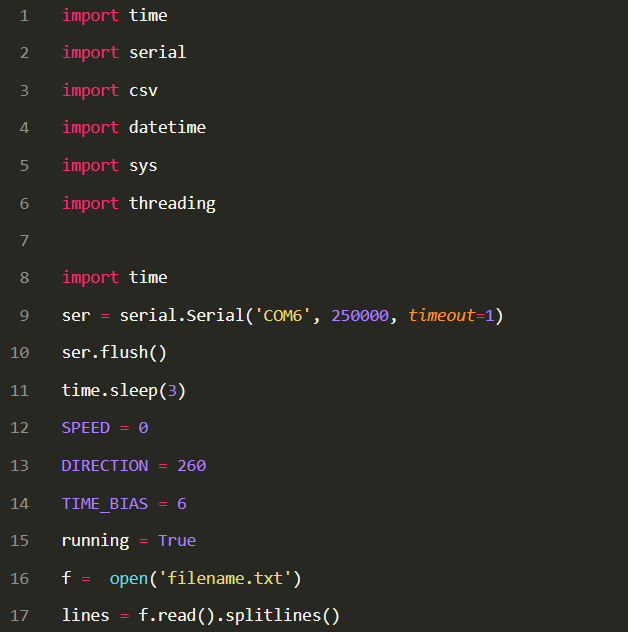 1 import time
2 import serial
3 import csv
4 import datetime
5 import sys
6 import threading
7
8 import time
9 ser = serial.Serial('COM6', 250000, timeout=1)
10 ser.flush()
11 time.sleep(3)
12 SPEED = 0
13 DIRECTION = 260
14 TIME_BIAS = 6
15 running = True
16 f =  open('filename.txt')
17 lines = f.read().splitlines()